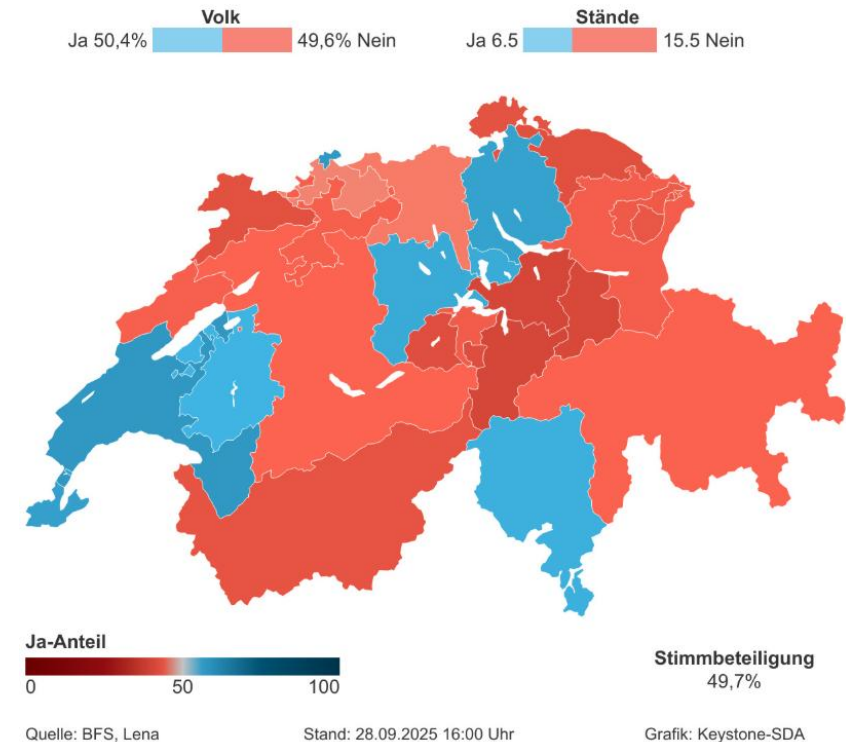 Volk
Ja 50,4% 49,6% Nein
Stände
Ja 6.5 15.5 Nein
Ja-Anteil
0 50 100
Stimmbeteiligung
49,7%
Quelle: BFS, Lena Stand: 28.09.2025 16:00 Uhr Grafik: Keystone-SDA